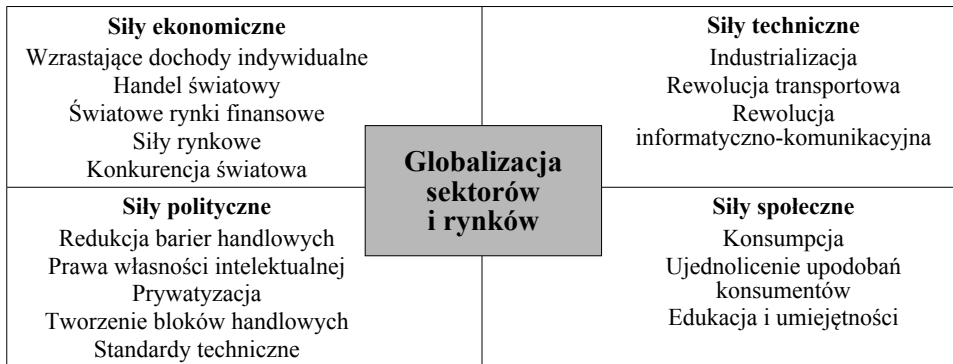 Siły ekonomiczne
Wzrastające dochody indywidualne
Handel światowy
Światowe rynki finansowe
Siły rynkowe
Konkurencja światowa
Siły techniczne
Industrializacja
Rewolucja transportowa
Rewolucja
informatyczno-komunikacyjna
Globalizacja
sektorów
i rynków
Siły polityczne
Redukcja barier handlowych
Prawa własności intelektualnej
Prywatyzacja
Tworzenie bloków handlowych
Standardy techniczne
Siły społeczne
Konsumpcja
Ujednolicenie upodobań
konsumentów
Edukacja i umiejętności